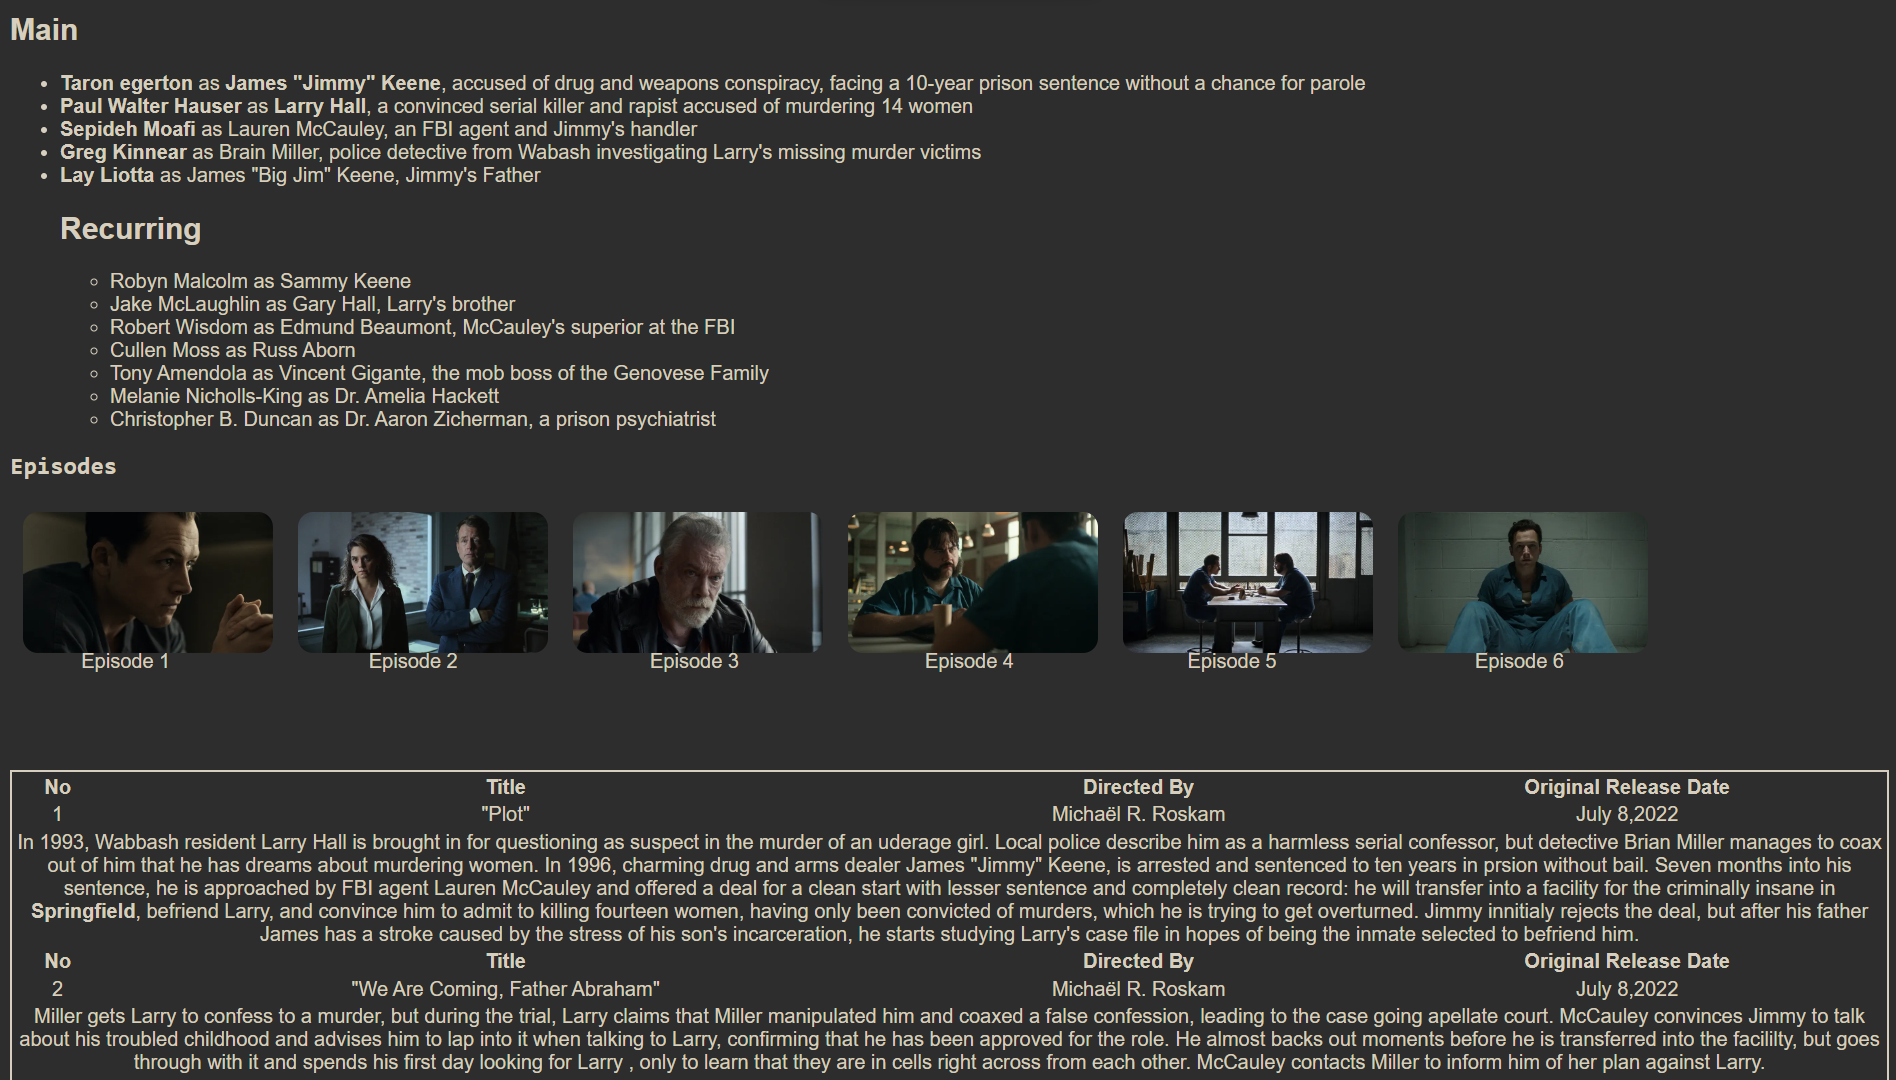 Main
Taron egerton as James "Jimmy" Keene, accused of drug and weapons conspiracy, facing a 10-year prison sentence without a chance for parole
Paul Walter Hauser as Larry Hall, a convinced serial killer and rapist accused of murdering 14 women
Sepideh Moafi as Lauren McCauley, an FBI agent and Jimmy's handler
Greg Kinnear as Brain Miller, police detective from Wabash investigating Larry's missing murder victims
Lay Liotta as James "Big Jim" Keene, Jimmy's Father
Recurring
Robyn Malcolm as Sammy Keene
Jake McLaughlin as Gary Hall, Larry's brother
Robert Wisdom as Edmund Beaumont, McCauley's superior at the FBI
Cullen Moss as Russ Aborn
Tony Amendola as Vincent Gigante, the mob boss of the Genovese Family
Melanie Nicholls-King as Dr. Amelia Hackett
Christopher B. Duncan as Dr. Aaron Zicherman, a prison psychiatrist
Episodes
Episode 1 Episode 2 Episode 3 Episode 4 Episode 5 Episode 6
No Title Directed By Original Release Date
1 "Plot" Michaël R. Roskam July 8,2022
In 1993, Wabbash resident Larry Hall is brought in for questioning as suspect in the murder of an uderage girl. Local police describe him as a harmless serial confessor, but detective Brian Miller manages to coax
out of him that he has dreams about murdering women. In 1996, charming drug and arms dealer James "Jimmy" Keene, is arrested and sentenced to ten years in prsion without bail. Seven months into his
sentence, he is approached by FBI agent Lauren McCauley and offered a deal for a clean start with lesser sentence and completely clean record: he will transfer into a facility for the criminally insane in
Springfield, befriend Larry, and convince him to admit to killing fourteen women, having only been convicted of murders, which he is trying to get overturned. Jimmy innitialy rejects the deal, but after his father
James has a stroke caused by the stress of his son's incarceration, he starts studying Larry's case file in hopes of being the inmate selected to befriend him.
No Title Directed By Original Release Date
2 "We Are Coming, Father Abraham" Michaël R. Roskam July 8,2022
Miller gets Larry to confess to a murder, but during the trial, Larry claims that Miller manipulated him and coaxed a false confession, leading to the case going apellate court. McCauley convinces Jimmy to talk
about his troubled childhood and advises him to lap into it when talking to Larry, confirming that he has been approved for the role. He almost backs out moments before he is transferred into the facililty, but goes
through with it and spends his first day looking for Larry , only to learn that they are in cells right across from each other. McCauley contacts Miller to inform him of her plan against Larry.